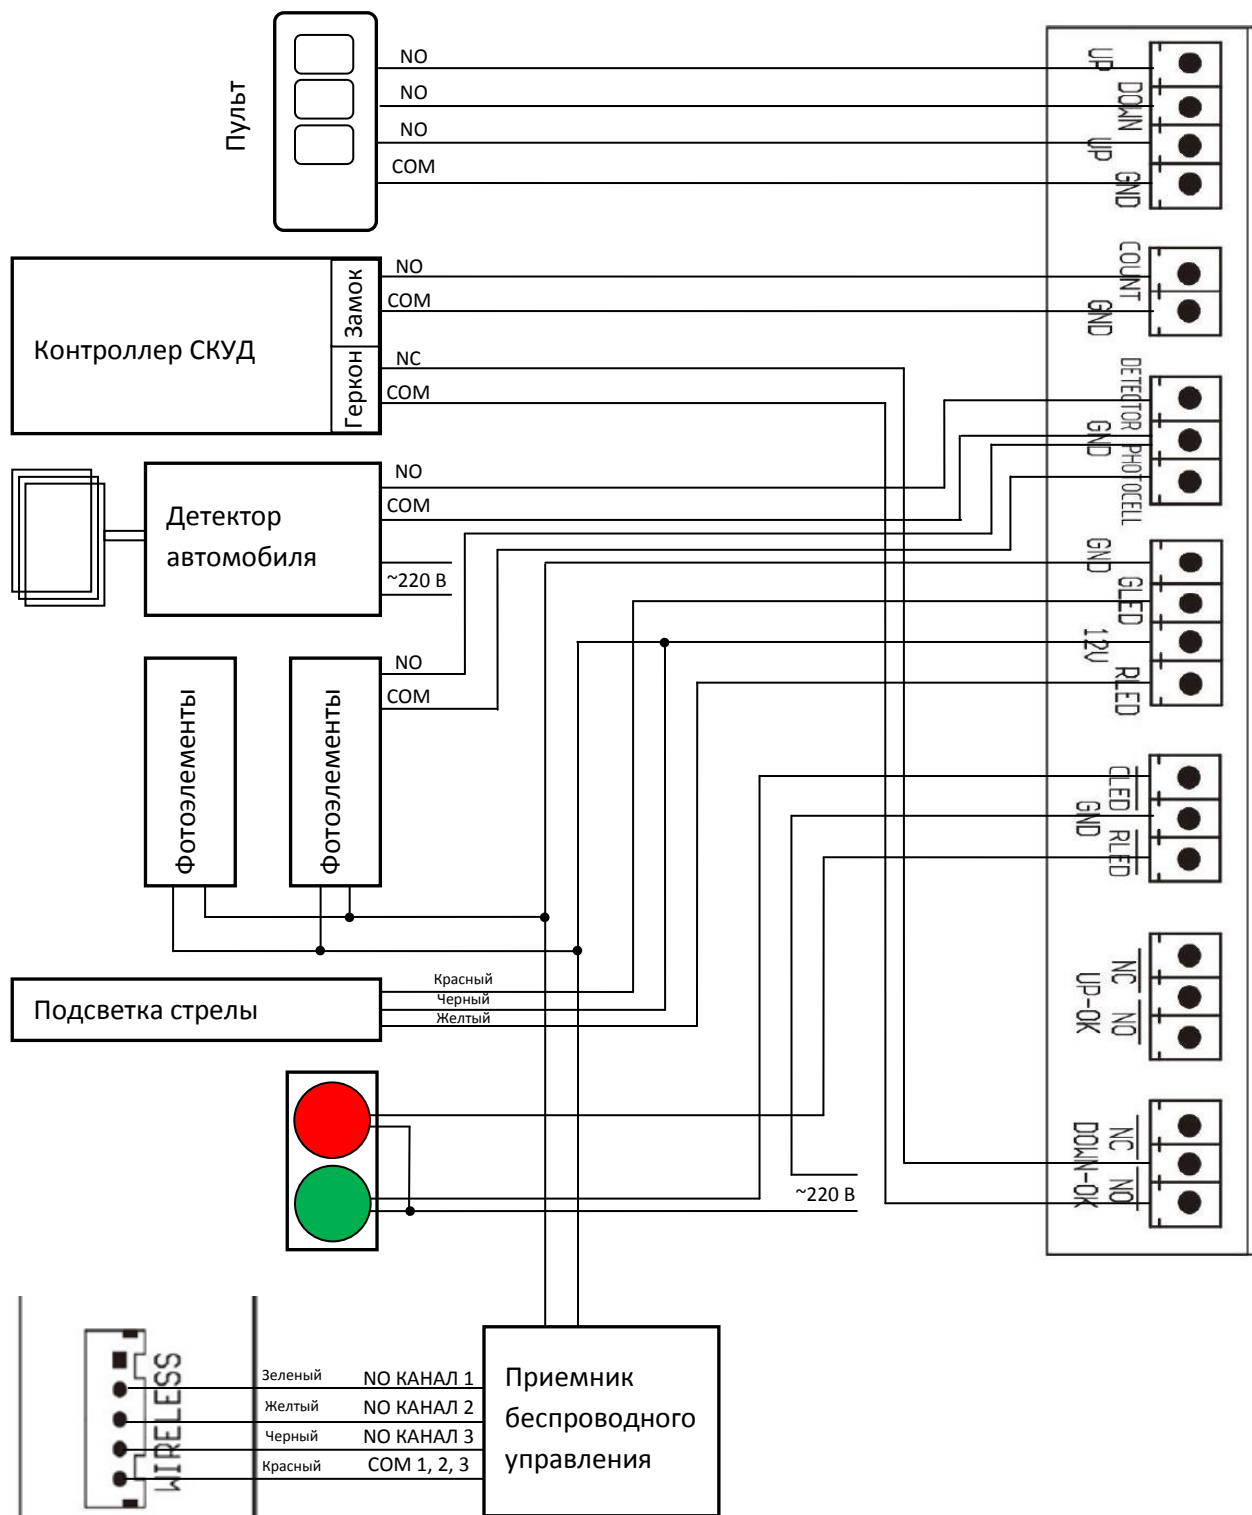 Пульт
NO
NO
NO
COM
UP
DOWN
UP
GND
Контроллер СКУД
Замок
Геркон
NO
COM
NC
COM
COUNT
GND
DETECTOR
GND
PHOTOCELL
Детектор
автомобиля
NO
COM
~220 В
GND
GLED
12V
RLED
Фотоэлементы
Фотоэлементы
NO
COM
GND
RLED
Подсветка стрелы
Красный
Черный
Желтый
NC
UP-OK
NO
NC
DOWN-OK
NO
~220 В
WIRELESS
Зеленый
NO КАНАЛ 1
Желтый
NO КАНАЛ 2
Черный
NO КАНАЛ 3
Красный
COM 1, 2, 3
Приемник
беспроводного
управления